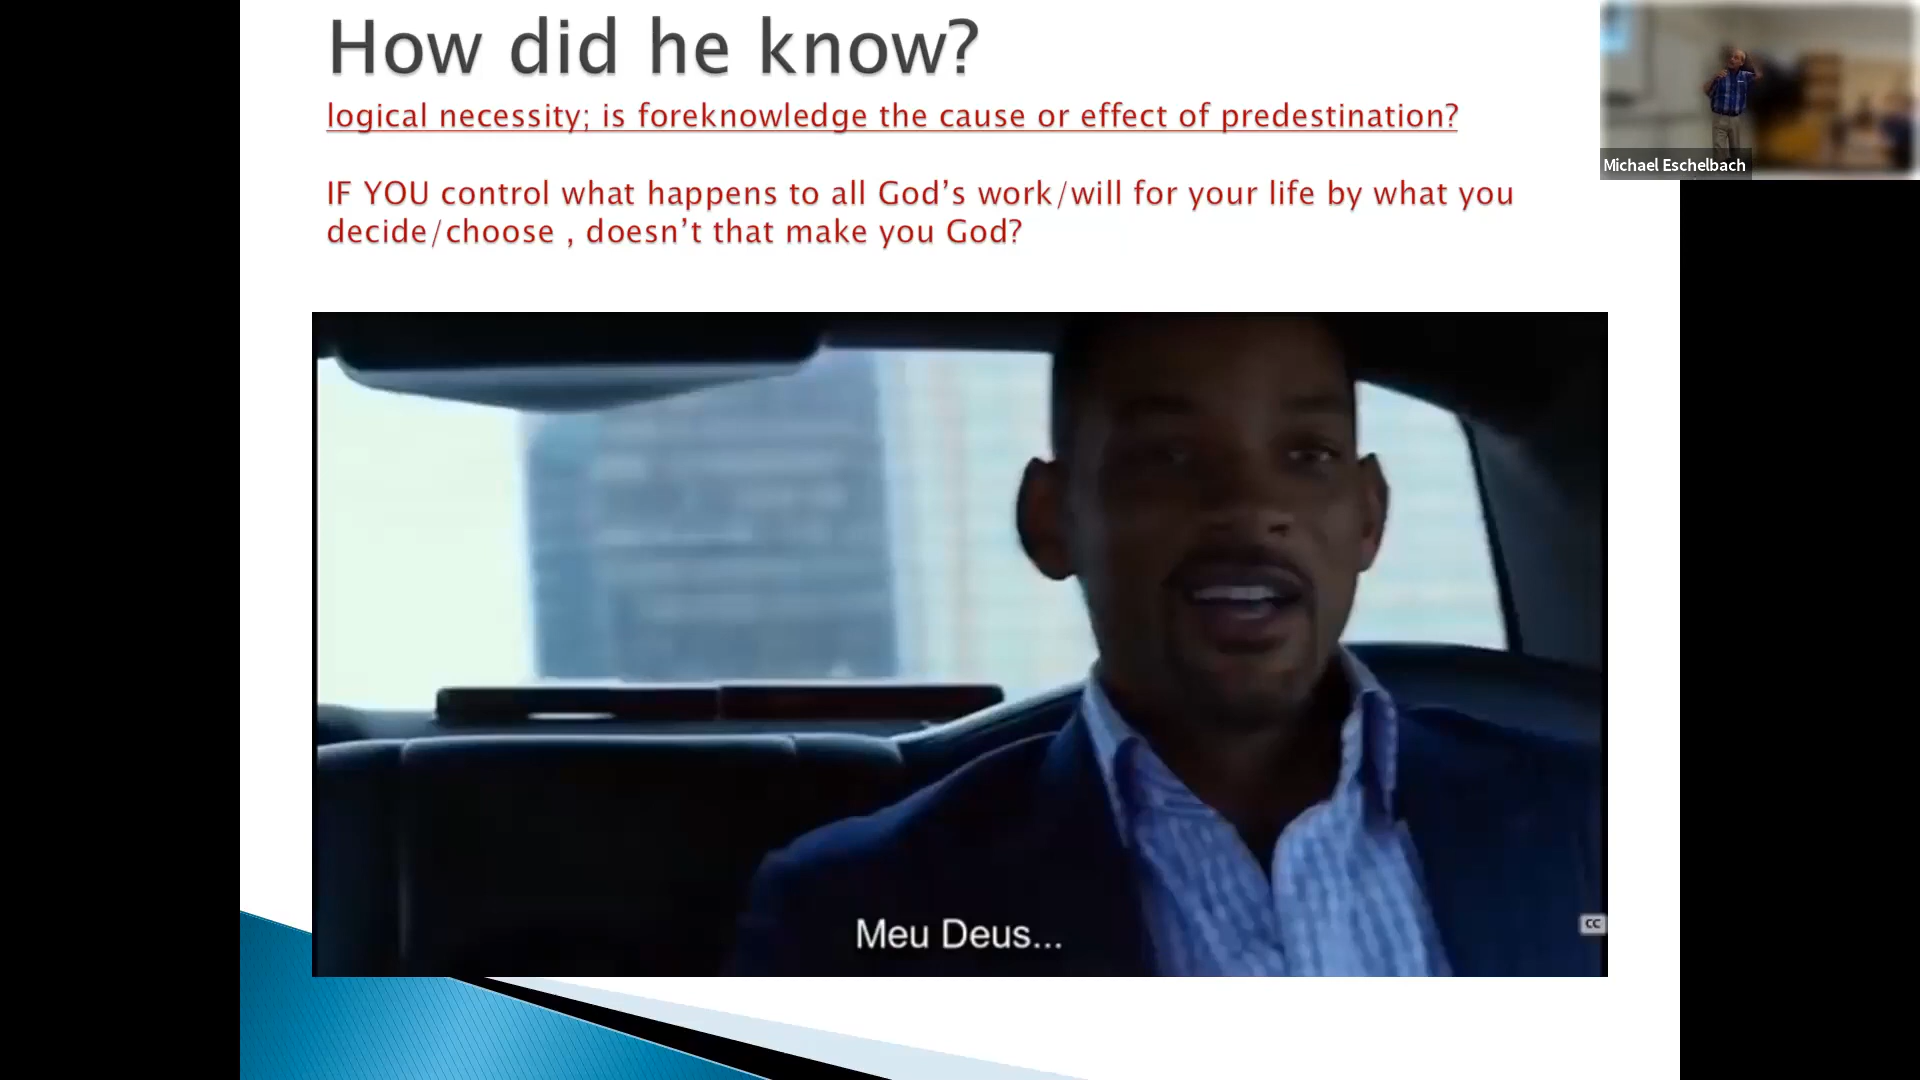 How did he know?
logical necessity; is foreknowledge the cause or effect of predestination?
IF YOU control what happens to all God’s work/will for your life by what you
decide/choose , doesn’t that make you God?
Michael Eschelbach
Meu Deus...
CC